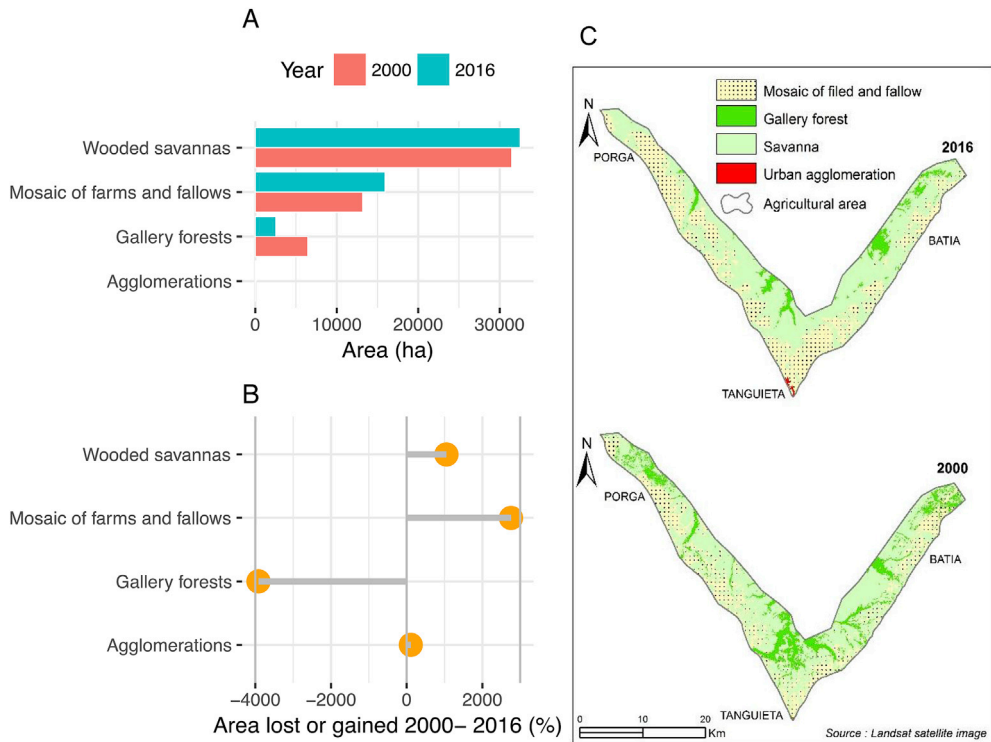 A
Year 2000 2016
Wooded savannas
Mosaic of farms and fallows
Gallery forests
Agglomerations
0 10000 20000 30000
Area (ha)
B
Wooded savannas
Mosaic of farms and fallows
Gallery forests
Agglomerations
−4000 −2000 0 2000
Area lost or gained 2000− 2016 (%)
C
Mosaic of filed and fallow
Gallery forest
Savanna
Urban agglomeration
Agricultural area
N
PORGA
2016
BATIA
TANGUIETA
N
PORGA
2000
BATIA
TANGUIETA
0 10 20
Km
Source : Landsat satellite image